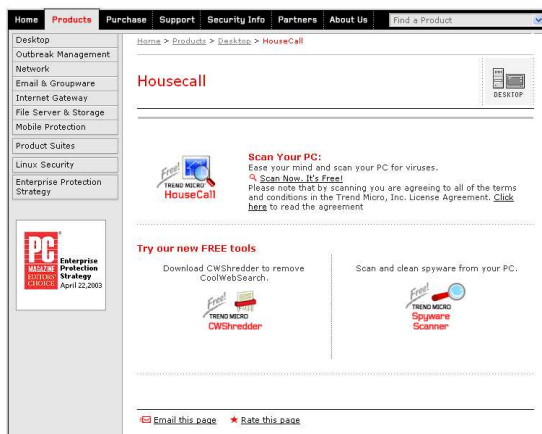 Home Products Purchase Support Security Info Partners About Us Find a Product
Desktop
Outbreak Management
Network
Email & Groupware
Internet Gateway
File Server & Storage
Mobile Protection
Product Suites
Linux Security
Enterprise Protection
Strategy
PC
MAGAZINE
EDITORS'
CHOICE
Enterprise
Protection
Strategy
April 22,2003
Home > Products > Desktop > HouseCall
Housecall
DESKTOP
Free!
TREND MICRO
HouseCall
Scan Your PC:
Ease your mind and scan your PC for viruses.
Scan Now. It's Free!
Please note that by scanning you are agreeing to all of the terms
and conditions in the Trend Micro, Inc. License Agreement. Click
here to read the agreement
Try our new FREE tools
Download CWShredder to remove
CoolWebSearch.
Free!
TREND MICRO
CWShredder
Scan and clean spyware from your PC.
Free!
TREND MICRO
Spyware
Scanner
Email this page Rate this page